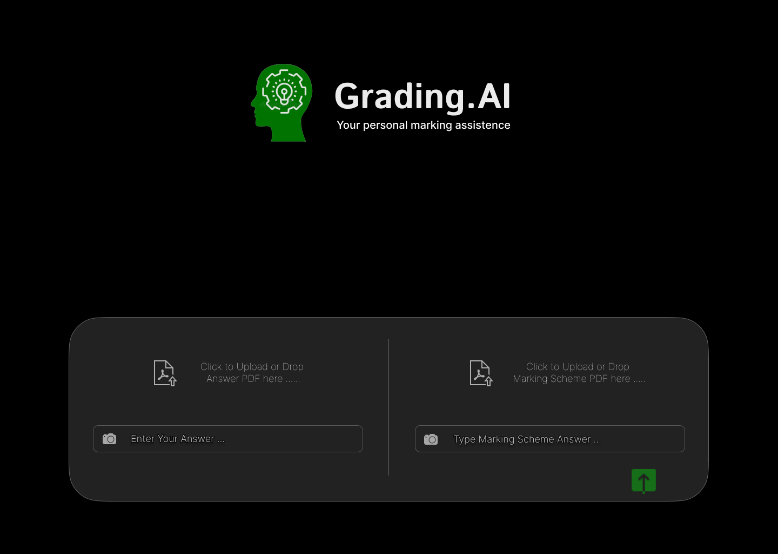 Grading.AI
Your personal marking assistence
Click to Upload or Drop
Answer PDF here .....
Click to Upload or Drop
Marking Scheme PDF here .....
Enter Your Answer ...
Type Marking Scheme Answer ...